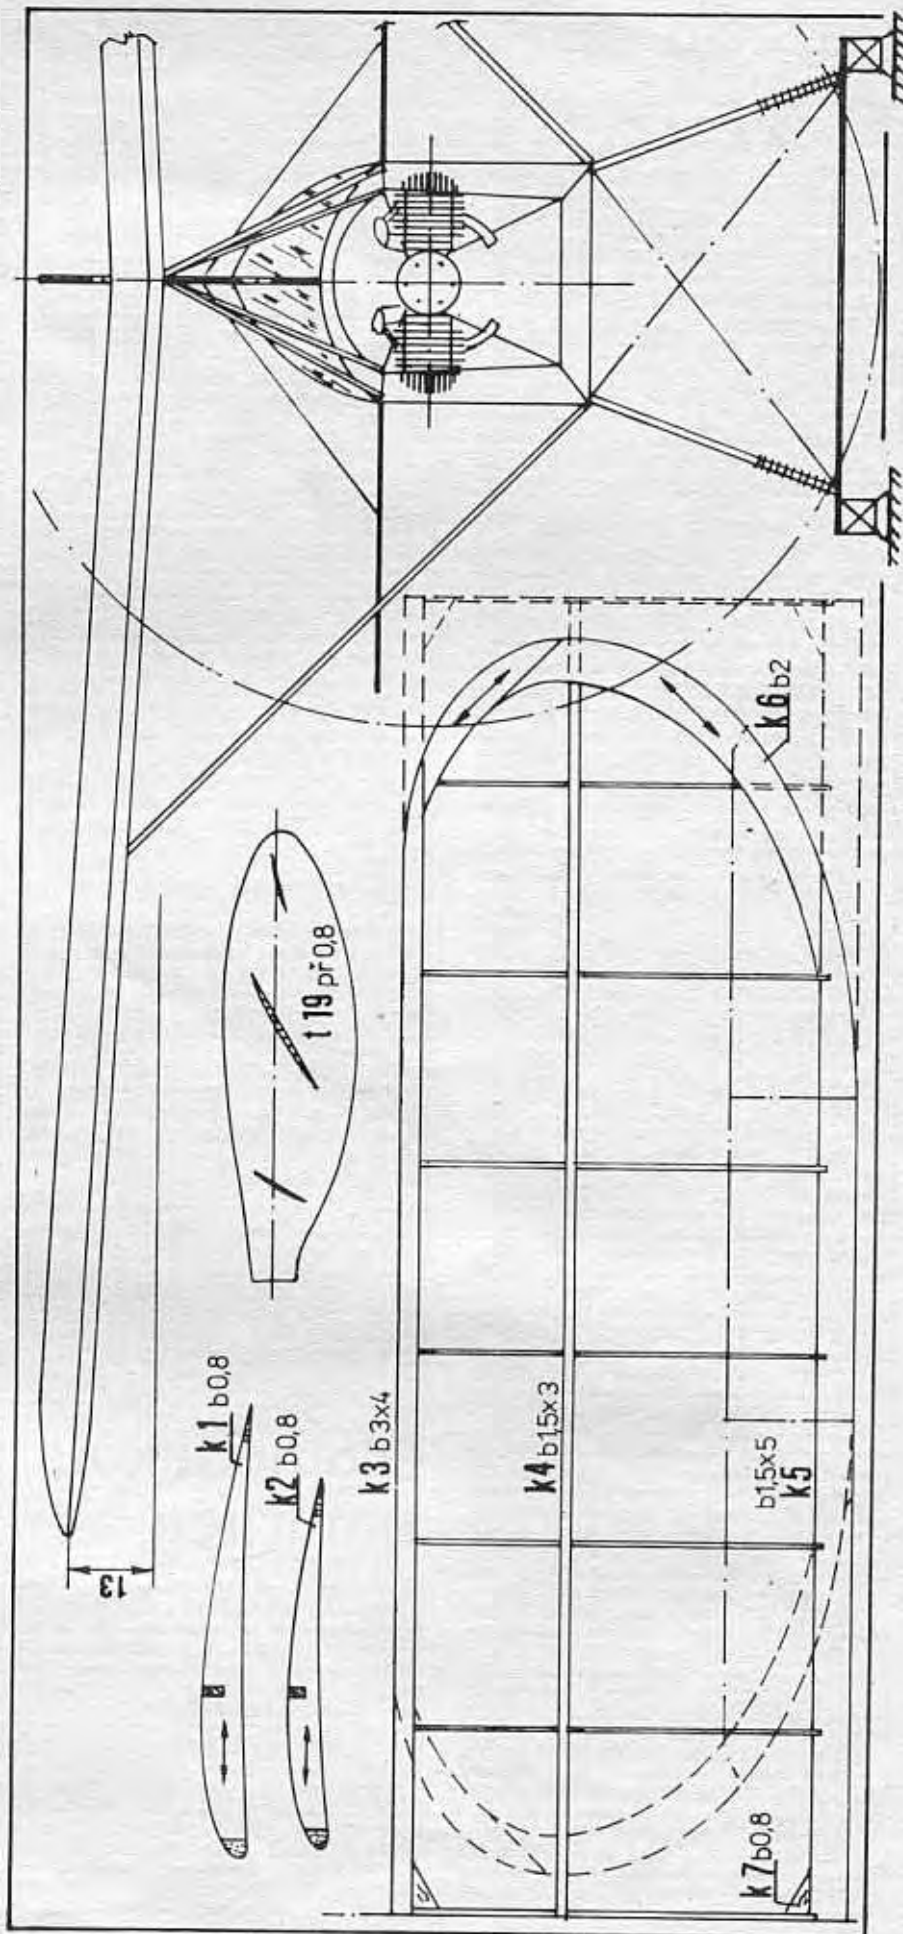 13
k1 b0,8
k2 b0,8
t19 př0,8
k3 b3x4
k4 b1,5x3
b1,5x5
k5
k6 b2
k7 b0,8